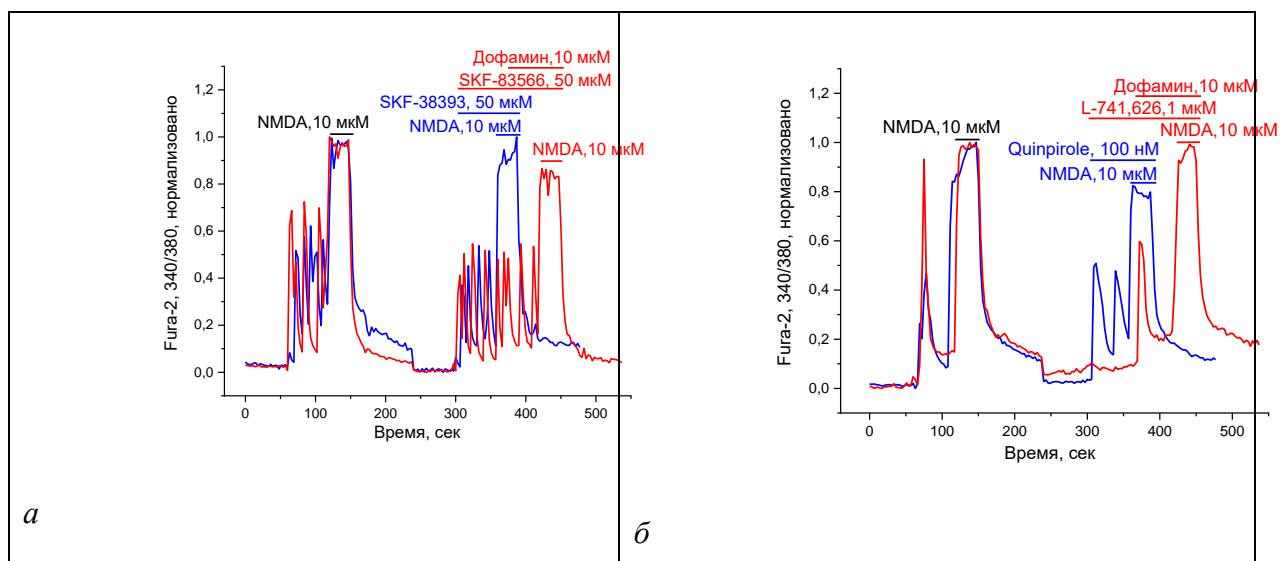 Дофамин,10 мкМ
SKF-83566, 50 мкМ
SKF-38393, 50 мкМ
NMDA,10 мкМ
NMDA,10 мкМ
NMDA,10 мкМ
Fura-2, 340/380, нормализовано
1,2
1,0
0,8
0,6
0,4
0,2
0,0
0
100
200
300
400
500
Время, сек
а
Дофамин,10 мкМ
L-741,626,1 мкМ
NMDA,10 мкМ
NMDA,10 мкМ
Quinpirole, 100 нМ
NMDA,10 мкМ
Fura-2, 340/380, нормализовано
1,2
1,0
0,8
0,6
0,4
0,2
0,0
0
100
200
300
400
500
Время, сек
б